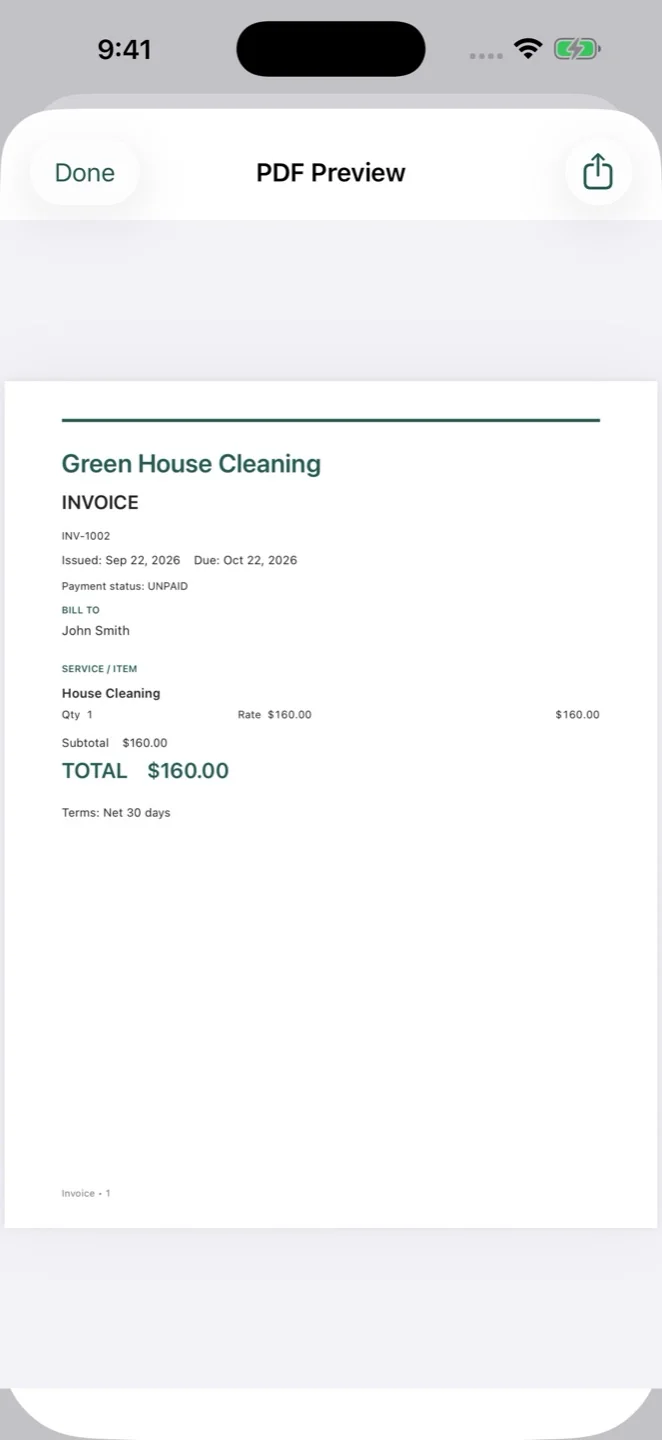 9:41
Done
PDF Preview
Green House Cleaning
INVOICE
INV-1002
Issued: Sep 22, 2026 Due: Oct 22, 2026
Payment status: UNPAID
BILL TO
John Smith
SERVICE / ITEM
House Cleaning
Qty 1 Rate $160.00 $160.00
Subtotal $160.00
TOTAL $160.00
Terms: Net 30 days
Invoice • 1